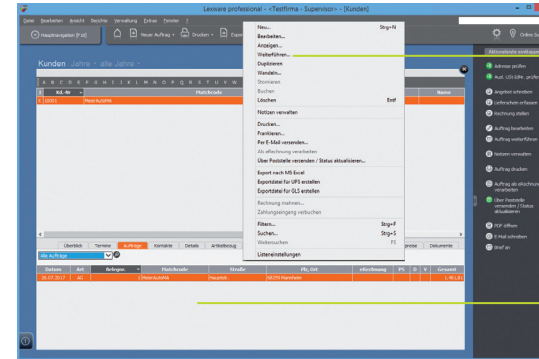 Lexware professional - <Testfirma - Supervisor> - [Kunden]
Datei Bearbeiten Ansicht Berichte Verwaltung Extras Fenster ?
Hauptnavigation [F10]
Neuer Auftrag
Drucken
Kunden Jahre - alle Jahre -
A B C D E F G H I J K L M N O P Q R S T U V W
Kd.-Nr Matchcode Name
10001 MeierAutoMA
Neu... Strg+N
Bearbeiten...
Anzeigen...
Weiterführen...
Duplizieren
Wandeln...
Stornieren
Buchen
Löschen Entf
Notizen verwalten
Drucken...
Frankieren...
Per E-Mail versenden...
Als eRechnung verarbeiten
Über Poststelle versenden / Status aktualisieren...
Export nach MS Excel
Exportdatei für UPS erstellen
Exportdatei für GLS erstellen
Rechnung mahnen...
Zahlungseingang verbuchen
Filtern... Strg+F
Suchen... Strg+S
Weitersuchen F3
Listeneinstellungen
Überblick Termine Aufträge Kontakte Details Artikelbezug Dokumente
Alle Aufträge
Datum Art Belegnr. Matchcode Straße Plz, Ort eRechnung PS D V Gesamt
28.07.2017 AG 1 MeierAutoMA
Adresse prüfen
Angebot schreiben
Lieferschein erfassen
Rechnung stellen
Auftrag bearbeiten
Auftrag weiterführen
Notizen verwalten
Auftrag drucken
Auftrag als eRechnung
verarbeiten
Über Poststelle
versenden / Status
aktualisieren
PDF öffnen
E-Mail schreiben
Brief an